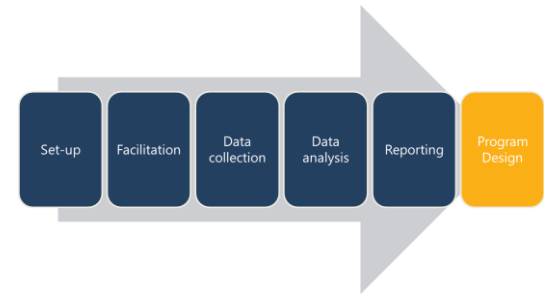 Set-up
Facilitation
Data
collection
Data
analysis
Reporting
Program
Design